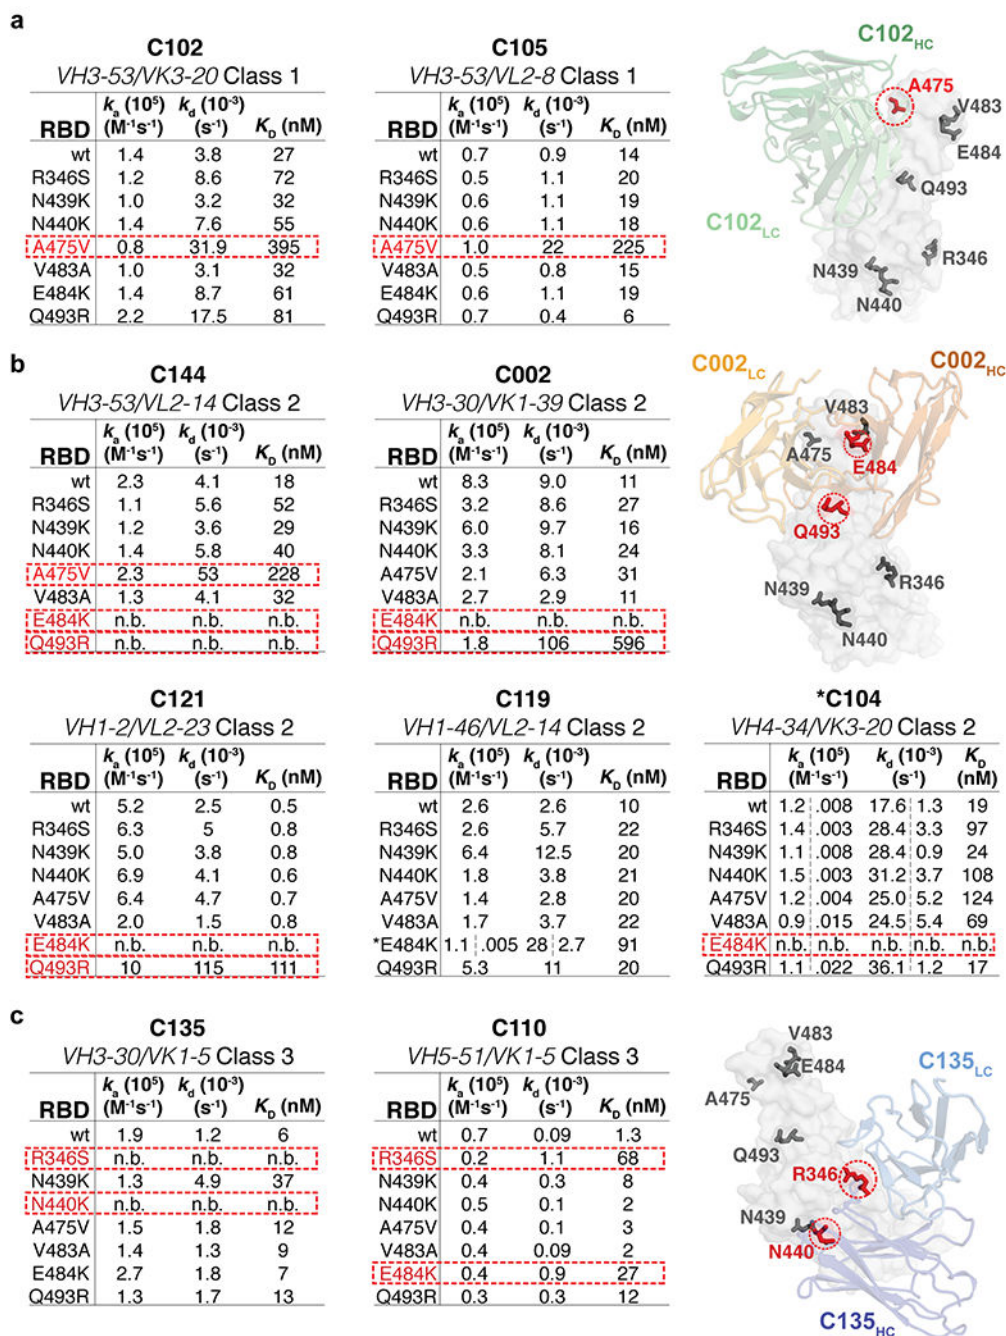 a
C102
VH3-53/VK3-20 Class 1
RBD kₐ (10⁵) (M⁻¹s⁻¹) k_d (10⁻³) (s⁻¹) K_D (nM)
wt 1.4 3.8 27
R346S 1.2 8.6 72
N439K 1.0 3.2 32
N440K 1.4 7.6 55
A475V 0.8 31.9 395
V483A 1.0 3.1 32
E484K 1.4 8.7 61
Q493R 2.2 17.5 81
C105
VH3-53/VL2-8 Class 1
RBD kₐ (10⁵) (M⁻¹s⁻¹) k_d (10⁻³) (s⁻¹) K_D (nM)
wt 0.7 0.9 14
R346S 0.5 1.1 20
N439K 0.6 1.1 19
N440K 0.6 1.1 18
A475V 1.0 22 225
V483A 0.5 0.8 15
E484K 0.6 1.1 19
Q493R 0.7 0.4 6
C102HC
A475
V483
E484
Q493
C102LC
R346
N439
N440
b
C144
VH3-53/VL2-14 Class 2
RBD kₐ (10⁵) (M⁻¹s⁻¹) k_d (10⁻³) (s⁻¹) K_D (nM)
wt 2.3 4.1 18
R346S 1.1 5.6 52
N439K 1.2 3.6 29
N440K 1.4 5.8 40
A475V 2.3 53 228
V483A 1.3 4.1 32
E484K n.b. n.b. n.b.
Q493R n.b. n.b. n.b.
C002
VH3-30/VK1-39 Class 2
RBD kₐ (10⁵) (M⁻¹s⁻¹) k_d (10⁻³) (s⁻¹) K_D (nM)
wt 8.3 9.0 11
R346S 3.2 8.6 27
N439K 6.0 9.7 16
N440K 3.3 8.1 24
A475V 2.1 6.3 31
V483A 2.7 2.9 11
E484K n.b. n.b. n.b.
Q493R 1.8 106 596
C002LC
C002HC
V483
A475
E484
Q493
N439
R346
N440
C121
VH1-2/VL2-23 Class 2
RBD kₐ (10⁵) (M⁻¹s⁻¹) k_d (10⁻³) (s⁻¹) K_D (nM)
wt 5.2 2.5 0.5
R346S 6.3 5 0.8
N439K 5.0 3.8 0.8
N440K 6.9 4.1 0.6
A475V 6.4 4.7 0.7
V483A 2.0 1.5 0.8
E484K n.b. n.b. n.b.
Q493R 10 115 111
C119
VH1-46/VL2-14 Class 2
RBD kₐ (10⁵) (M⁻¹s⁻¹) k_d (10⁻³) (s⁻¹) K_D (nM)
wt 2.6 2.6 10
R346S 2.6 5.7 22
N439K 6.4 12.5 20
N440K 1.8 3.8 21
A475V 1.4 2.8 20
V483A 1.7 3.7 22
*E484K 1.1 .005 28 2.7 91
Q493R 5.3 11 20
*C104
VH4-34/VK3-20 Class 2
RBD kₐ (10⁵) (M⁻¹s⁻¹) k_d (10⁻³) (s⁻¹) K_D (nM)
wt 1.2 .008 17.6 1.3 19
R346S 1.4 .003 28.4 3.3 97
N439K 1.1 .008 28.4 0.9 24
N440K 1.5 .003 31.2 3.7 108
A475V 1.2 .004 25.0 5.2 124
V483A 0.9 .015 24.5 5.4 69
E484K n.b. n.b. n.b. n.b. n.b.
Q493R 1.1 .022 36.1 1.2 17
c
C135
VH3-30/VK1-5 Class 3
RBD kₐ (10⁵) (M⁻¹s⁻¹) k_d (10⁻³) (s⁻¹) K_D (nM)
wt 1.9 1.2 6
R346S n.b. n.b. n.b.
N439K 1.3 4.9 37
N440K n.b. n.b. n.b.
A475V 1.5 1.8 12
V483A 1.4 1.3 9
E484K 2.7 1.8 7
Q493R 1.3 1.7 13
C110
VH5-51/VK1-5 Class 3
RBD kₐ (10⁵) (M⁻¹s⁻¹) k_d (10⁻³) (s⁻¹) K_D (nM)
wt 0.7 0.09 1.3
R346S 0.2 1.1 68
N439K 0.4 0.3 8
N440K 0.5 0.1 2
A475V 0.4 0.1 3
V483A 0.4 0.09 2
E484K 0.4 0.9 27
Q493R 0.3 0.3 12
V483
E484
C135LC
A475
Q493
R346
N439
N440
C135HC